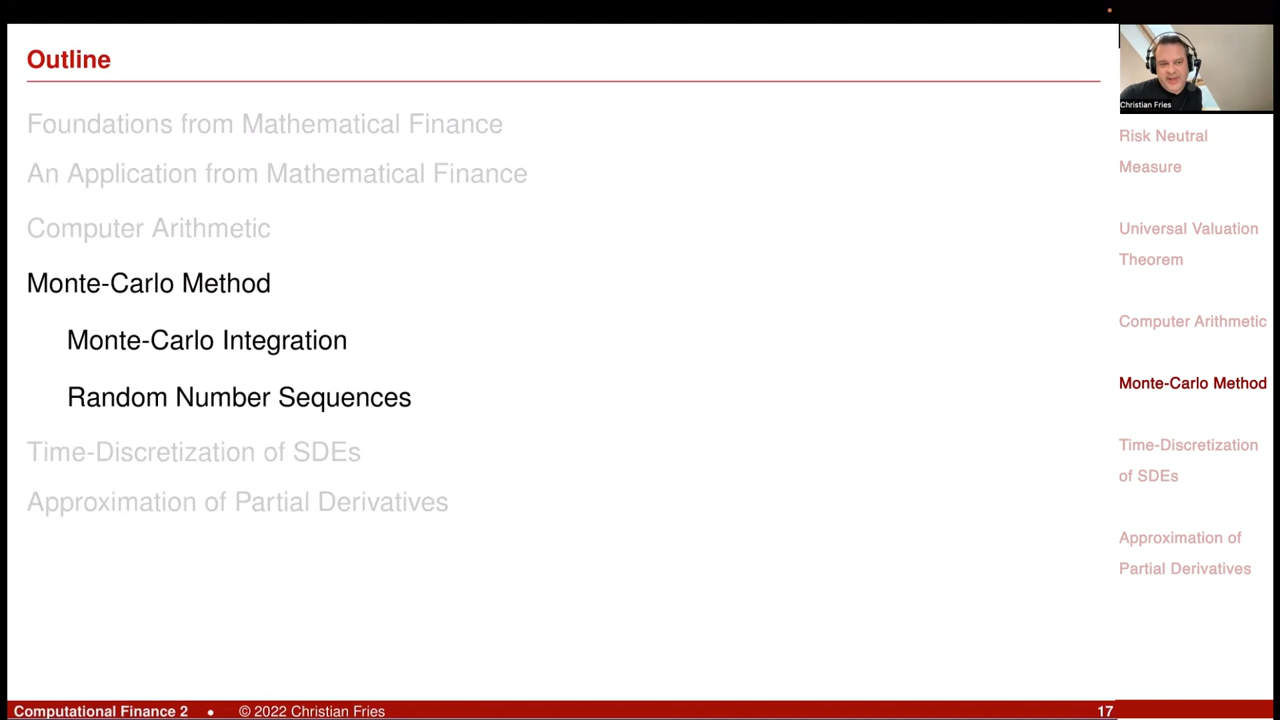 Outline
Foundations from Mathematical Finance
An Application from Mathematical Finance
Computer Arithmetic
Monte-Carlo Method
Monte-Carlo Integration
Random Number Sequences
Time-Discretization of SDEs
Approximation of Partial Derivatives
Christian Fries
Risk Neutral
Measure
Universal Valuation
Theorem
Computer Arithmetic
Monte-Carlo Method
Time-Discretization
of SDEs
Approximation of
Partial Derivatives
Computational Finance 2 • © 2022 Christian Fries 17